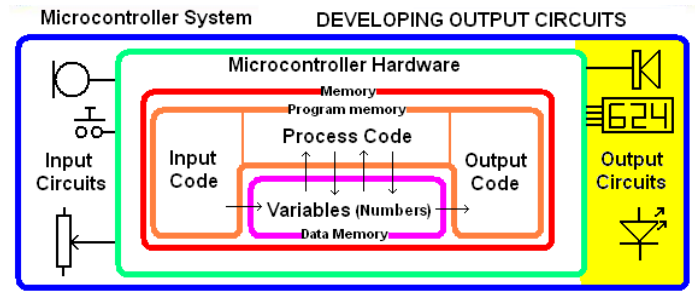 Microcontroller System
DEVELOPING OUTPUT CIRCUITS
Microcontroller Hardware
Memory
Program memory
Process Code
Input
Code
Output
Code
Input
Circuits
Output
Circuits
624
Variables (Numbers)
Data Memory